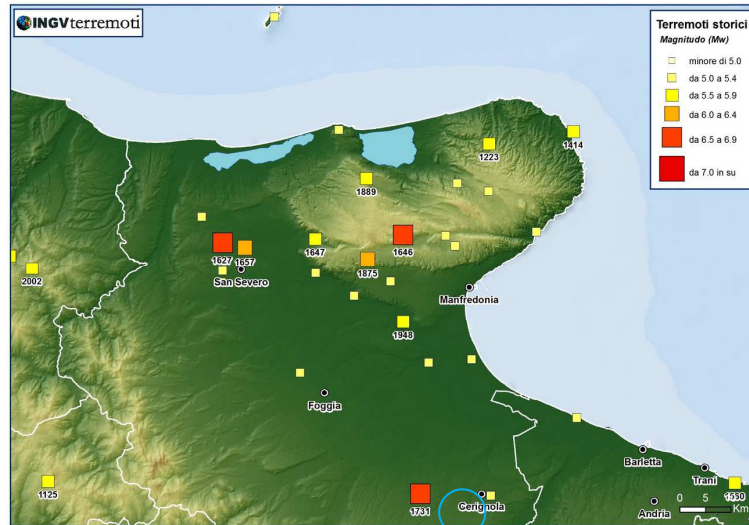 INGVterremoti
Terremoti storici
Magnitudo (Mw)
minore di 5.0
da 5.0 a 5.4
da 5.5 a 5.9
da 6.0 a 6.4
da 6.5 a 6.9
da 7.0 in su
1414
1223
1889
1627
1657
1647
1646
1875
2002
San Severo
Manfredonia
1948
Foggia
Barletta
Trani
1125
1731
Cerignola
1560
Andria
0 5
Km